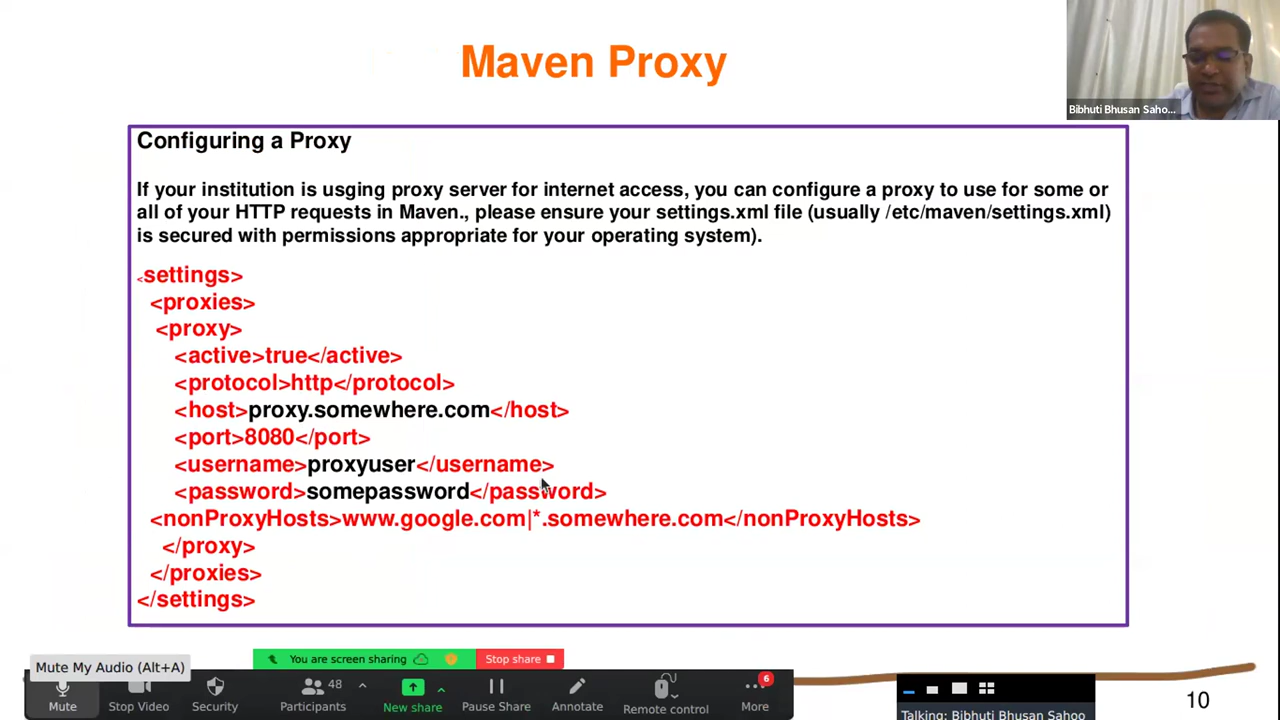 Maven Proxy
Bibhuti Bhusan Saho...
Configuring a Proxy
If your institution is usging proxy server for internet access, you can configure a proxy to use for some or
all of your HTTP requests in Maven., please ensure your settings.xml file (usually /etc/maven/settings.xml)
is secured with permissions appropriate for your operating system).
<settings>
<proxies>
<proxy>
<active>true</active>
<protocol>http</protocol>
<host>proxy.somewhere.com</host>
<port>8080</port>
<username>proxyuser</username>
<password>somepassword</password>
<nonProxyHosts>www.google.com|*.somewhere.com</nonProxyHosts>
</proxy>
</proxies>
</settings>
Mute My Audio (Alt+A)
You are screen sharing
Stop share
48
6
Mute
Stop Video
Security
Participants
New share
Pause Share
Annotate
Remote control
More
Talking: Bibhuti Bhusan Sahoo
10